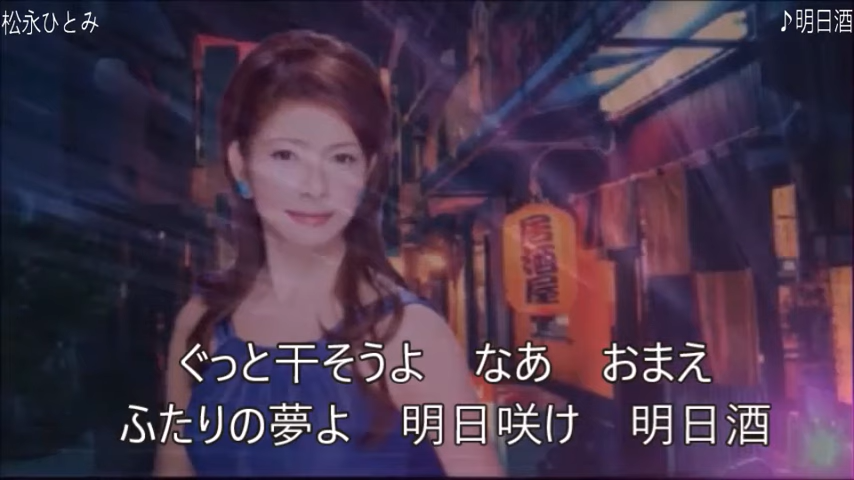 松永ひとみ
♪明日酒
居酒屋
ぐっと干そうよ　なあ　おまえ
ふたりの夢よ　明日咲け　明日酒